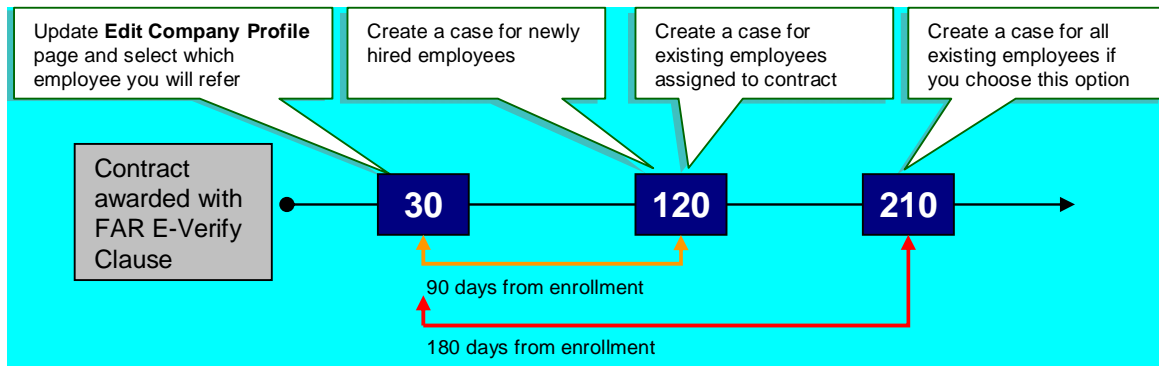 Update Edit Company Profile
page and select which
employee you will refer
Create a case for newly
hired employees
Create a case for
existing employees
assigned to contract
Create a case for all
existing employees if
you choose this option
Contract
awarded with
FAR E-Verify
Clause
30
120
210
90 days from enrollment
180 days from enrollment